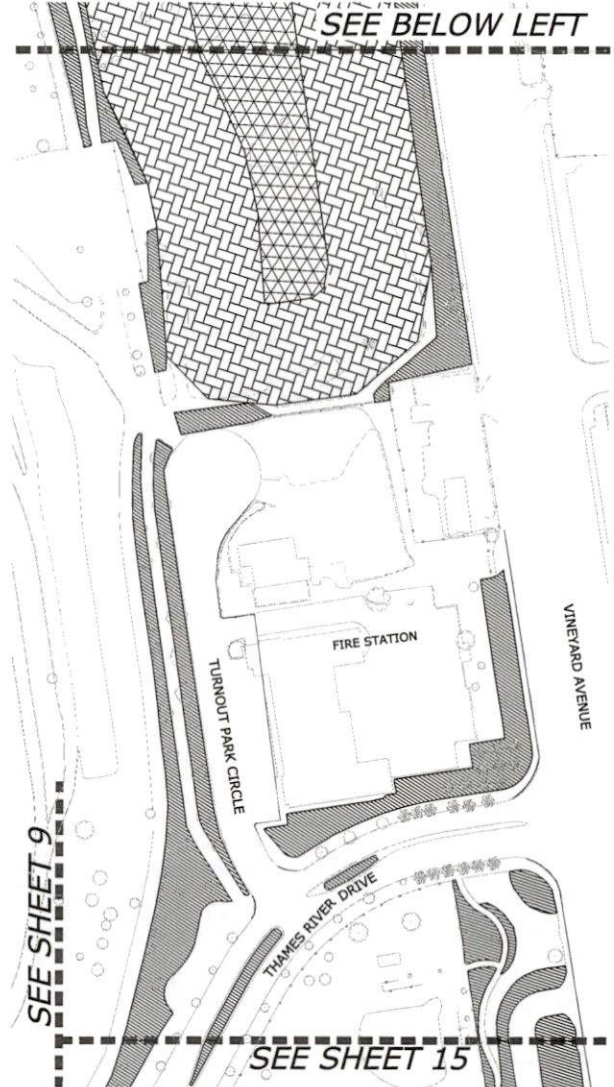 SEE BELOW LEFT
FIRE STATION
VINEYARD AVENUE
TURNOUT PARK CIRCLE
SEE SHEET 9
THAMES RIVER DRIVE
SEE SHEET 15